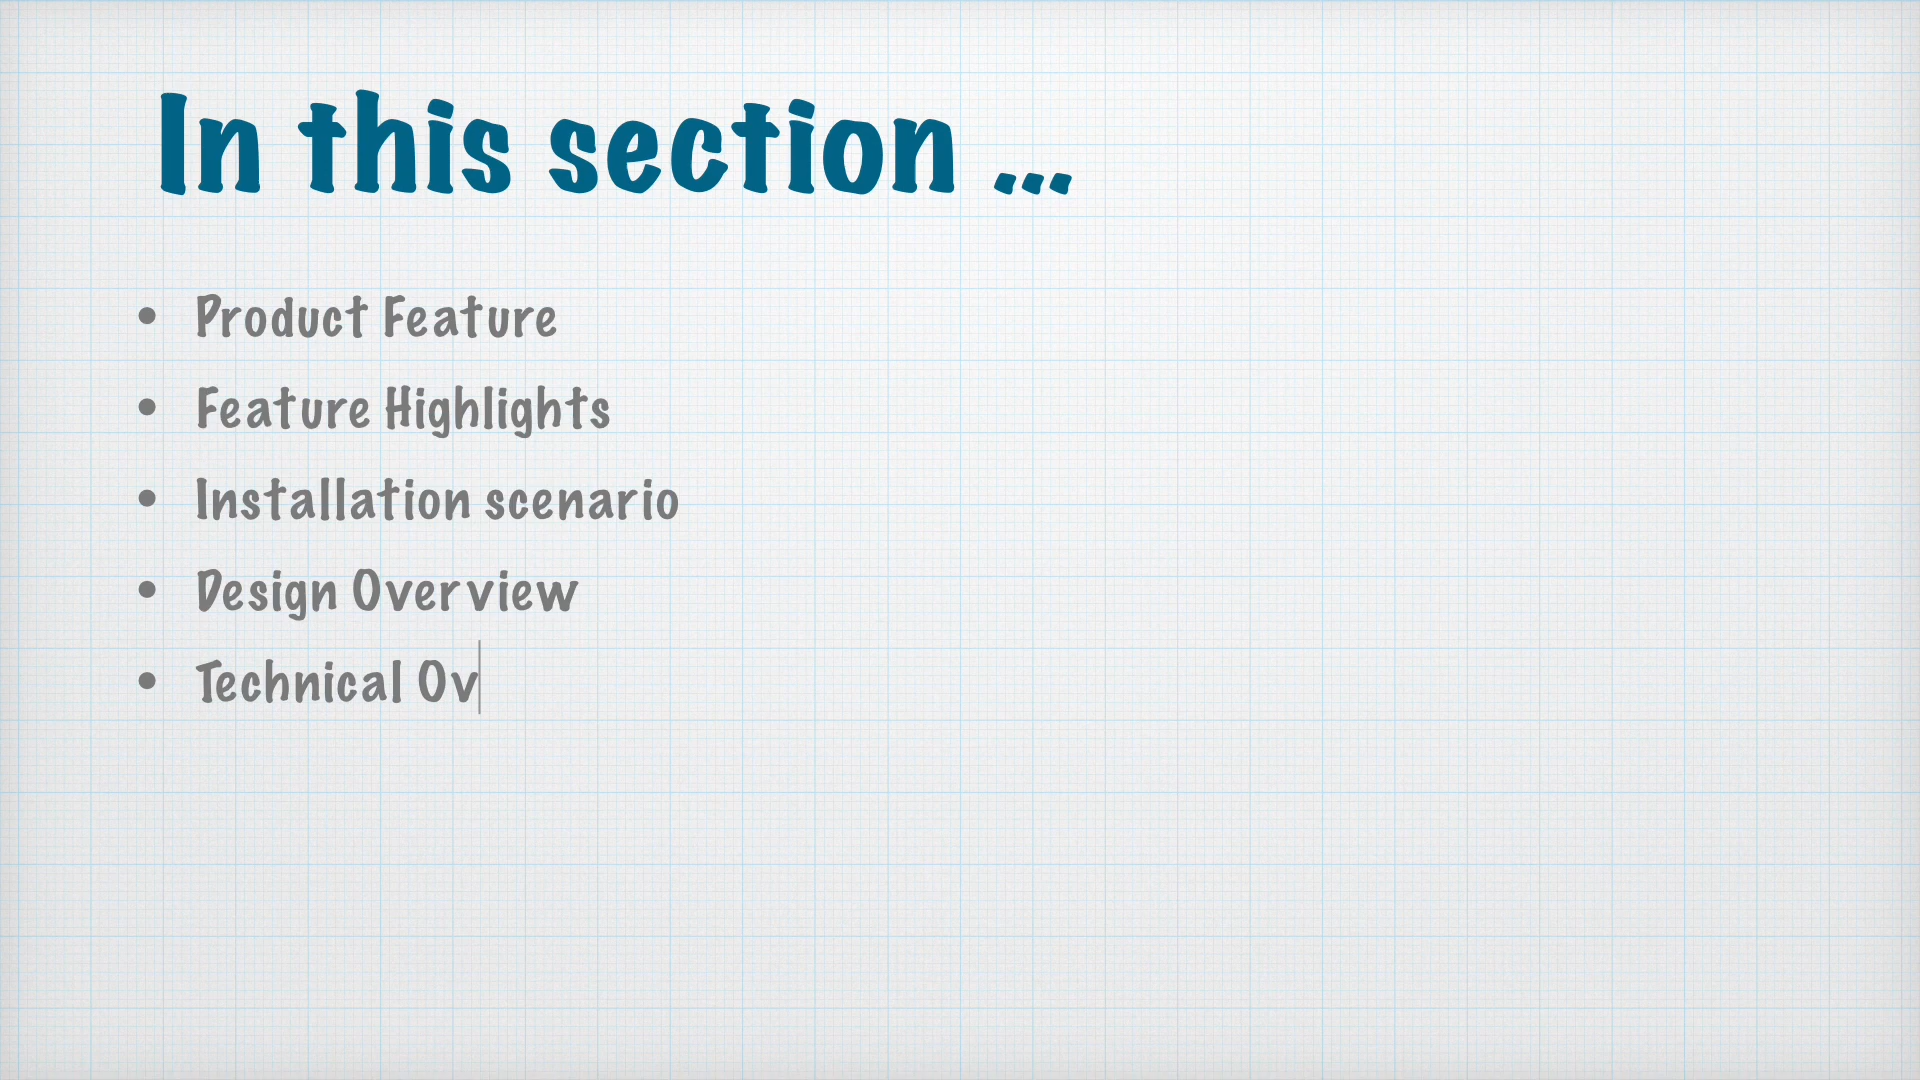 In this section ...
• Product Feature
• Feature Highlights
• Installation scenario
• Design Overview
• Technical Ov